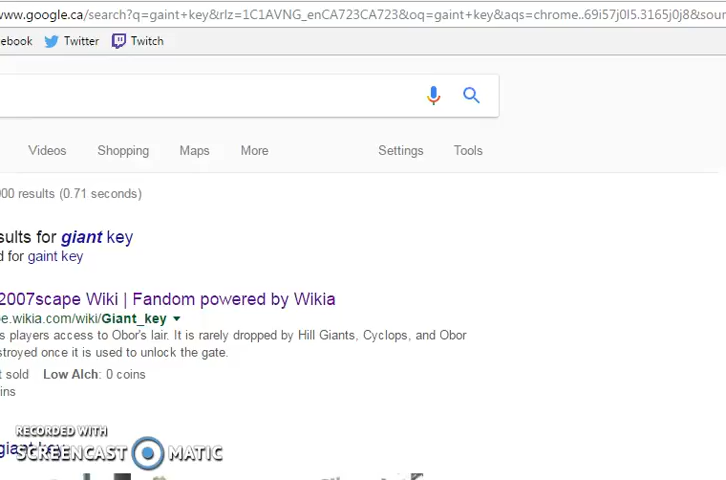 www.google.ca/search?q=gaint+key&rlz=1C1AVNG_enCA723CA723&oq=gaint+key&aqs=chrome..69i57j0l5.3165j0j8&sour
ebook Twitter Twitch
Videos Shopping Maps More Settings Tools
00 results (0.71 seconds)
sults for giant key
d for gaint key
2007scape Wiki | Fandom powered by Wikia
e.wikia.com/wiki/Giant_key
s players access to Obor's lair. It is rarely dropped by Hill Giants, Cyclops, and Obor
stroyed once it is used to unlock the gate.
t sold Low Alch: 0 coins
ins
RECORDED WITH
giant key
SCREENCAST MATIC